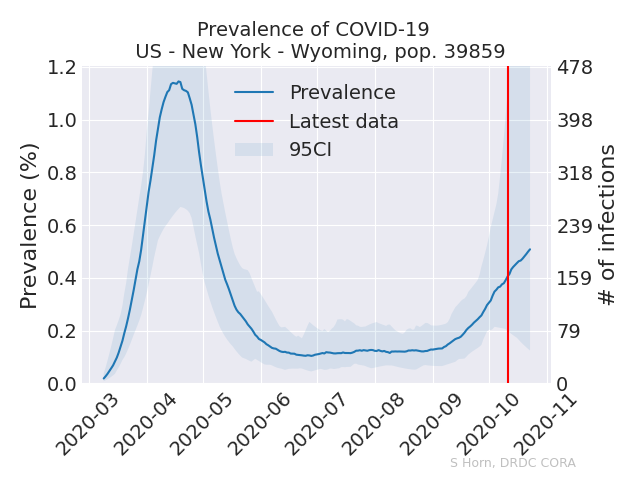 Prevalence of COVID-19
US - New York - Wyoming, pop. 39859
1.2
1.0
0.8
0.6
0.4
0.2
0.0
Prevalence (%)
478
398
318
239
159
79
0
# of infections
Prevalence
Latest data
95CI
2020-03
2020-04
2020-05
2020-06
2020-07
2020-08
2020-09
2020-10
2020-11
S Horn, DRDC CORA